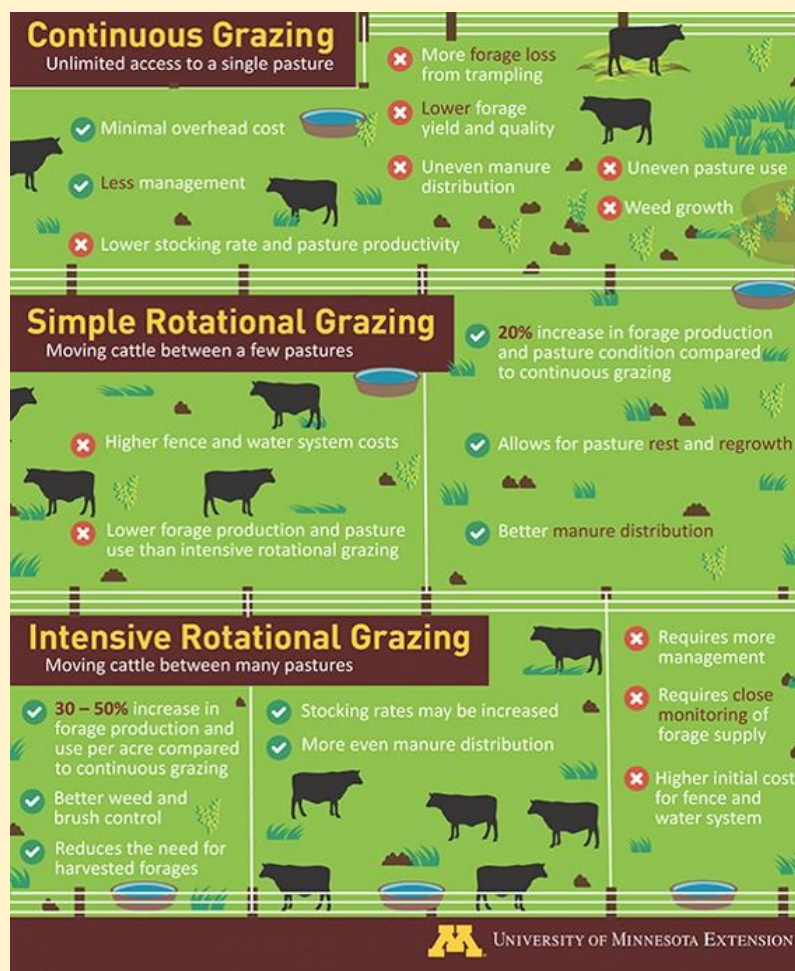 Continuous Grazing
Unlimited access to a single pasture
Minimal overhead cost
Less management
Lower stocking rate and pasture productivity
More forage loss
from trampling
Lower forage
yield and quality
Uneven manure
distribution
Uneven pasture use
Weed growth
Simple Rotational Grazing
Moving cattle between a few pastures
Higher fence and water system costs
Lower forage production and pasture
use than intensive rotational grazing
20% increase in forage production
and pasture condition compared
to continuous grazing
Allows for pasture rest and regrowth
Better manure distribution
Intensive Rotational Grazing
Moving cattle between many pastures
30 – 50% increase in
forage production and
use per acre compared
to continuous grazing
Better weed and
brush control
Reduces the need for
harvested forages
Stocking rates may be increased
More even manure distribution
Requires more
management
Requires close
monitoring of
forage supply
Higher initial cost
for fence and
water system
M
UNIVERSITY OF MINNESOTA EXTENSION